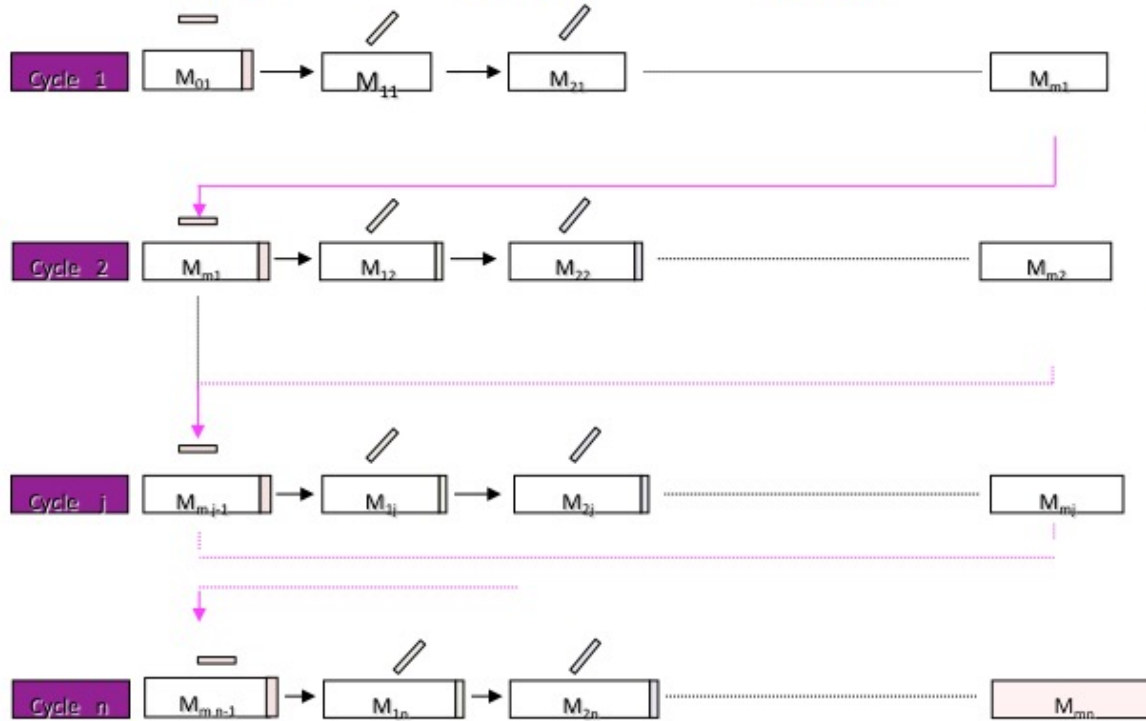 Cycle 1 M₀₁ M₁₁ M₂₁ Mₘ₁
Cycle 2 Mₘ₁ M₁₂ M₂₂ Mₘ₂
Cycle j Mₘ.ⱼ₋₁ M₁ⱼ M₂ⱼ Mₘⱼ
Cycle n Mₘ.ₙ₋₁ M₁ₙ M₂ₙ Mₘₙ